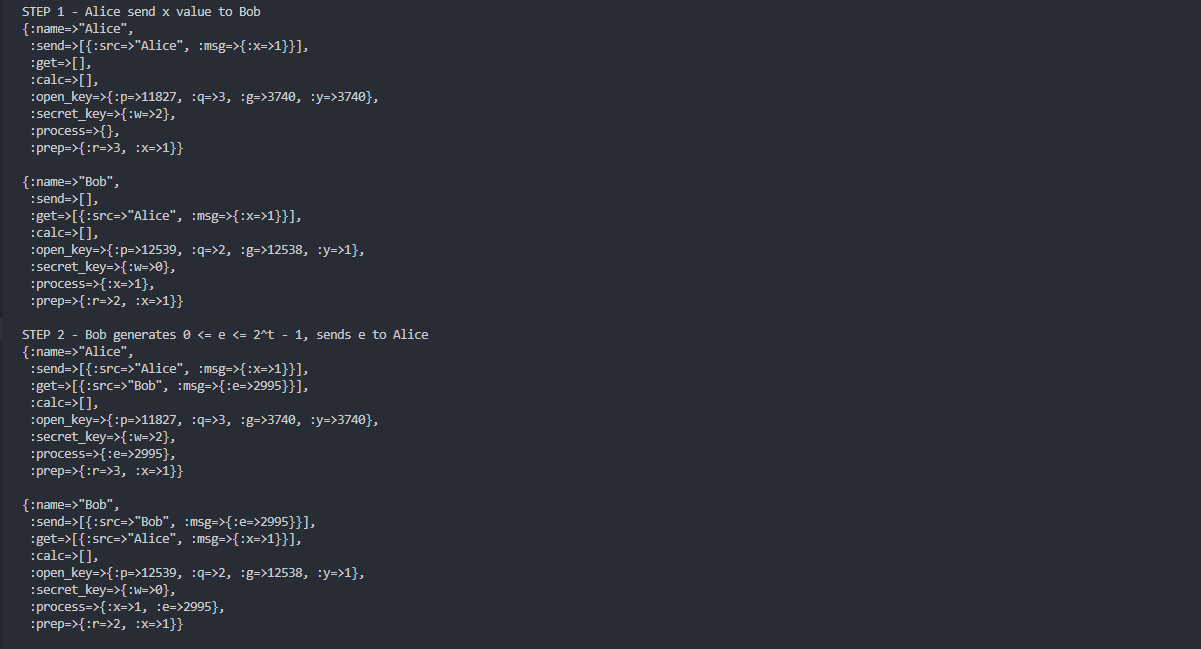 STEP 1 - Alice send x value to Bob
{:name=>"Alice",
 :send=>[{:src=>"Alice", :msg=>{:x=>1}}],
 :get=>[],
 :calc=>[],
 :open_key=>{:p=>11827, :q=>3, :g=>3740, :y=>3740},
 :secret_key=>{:w=>2},
 :process=>{},
 :prep=>{:r=>3, :x=>1}}

{:name=>"Bob",
 :send=>[],
 :get=>[{:src=>"Alice", :msg=>{:x=>1}}],
 :calc=>[],
 :open_key=>{:p=>12539, :q=>2, :g=>12538, :y=>1},
 :secret_key=>{:w=>0},
 :process=>{:x=>1},
 :prep=>{:r=>2, :x=>1}}

STEP 2 - Bob generates 0 <= e <= 2^t - 1, sends e to Alice
{:name=>"Alice",
 :send=>[{:src=>"Alice", :msg=>{:x=>1}}],
 :get=>[{:src=>"Bob", :msg=>{:e=>2995}}],
 :calc=>[],
 :open_key=>{:p=>11827, :q=>3, :g=>3740, :y=>3740},
 :secret_key=>{:w=>2},
 :process=>{:e=>2995},
 :prep=>{:r=>3, :x=>1}}

{:name=>"Bob",
 :send=>[{:src=>"Bob", :msg=>{:e=>2995}}],
 :get=>[{:src=>"Alice", :msg=>{:x=>1}}],
 :calc=>[],
 :open_key=>{:p=>12539, :q=>2, :g=>12538, :y=>1},
 :secret_key=>{:w=>0},
 :process=>{:x=>1, :e=>2995},
 :prep=>{:r=>2, :x=>1}}